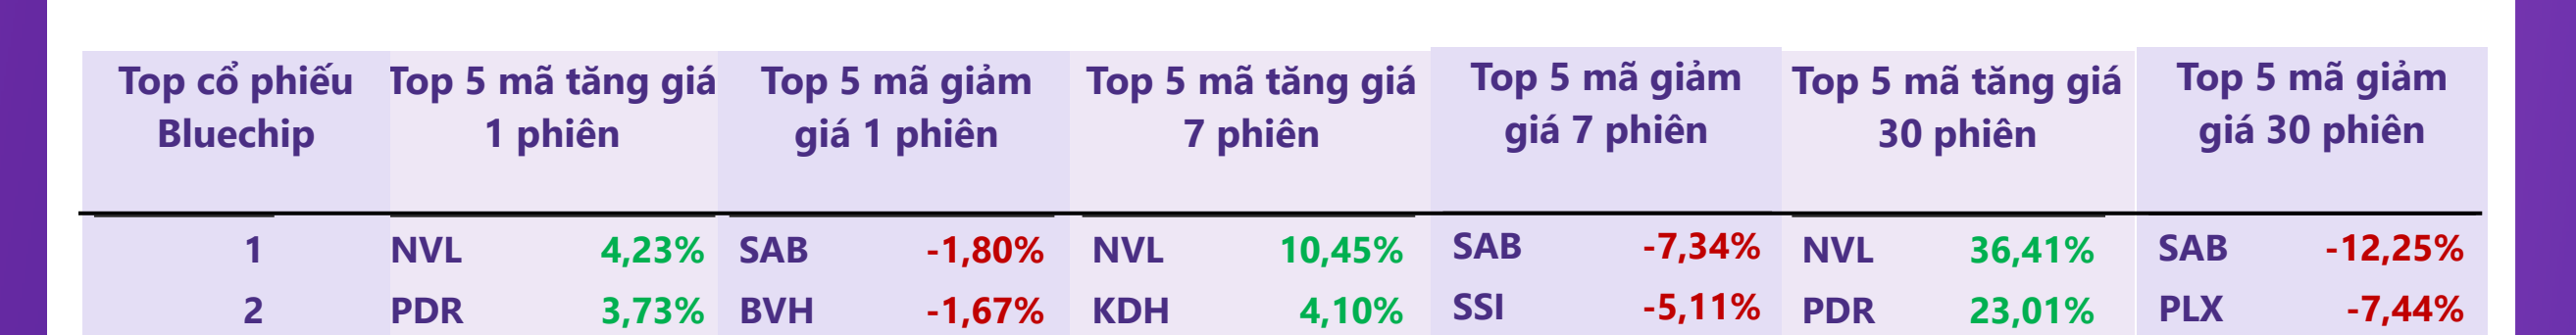 Top cổ phiếu Top 5 mã tăng giá Top 5 mã giảm Top 5 mã tăng giá Top 5 mã giảm Top 5 mã tăng giá Top 5 mã giảm
Bluechip 1 phiên giá 1 phiên 7 phiên giá 7 phiên 30 phiên giá 30 phiên
1 NVL 4,23% SAB -1,80% NVL 10,45% SAB -7,34% NVL 36,41% SAB -12,25%
2 PDR 3,73% BVH -1,67% KDH 4,10% SSI -5,11% PDR 23,01% PLX -7,44%